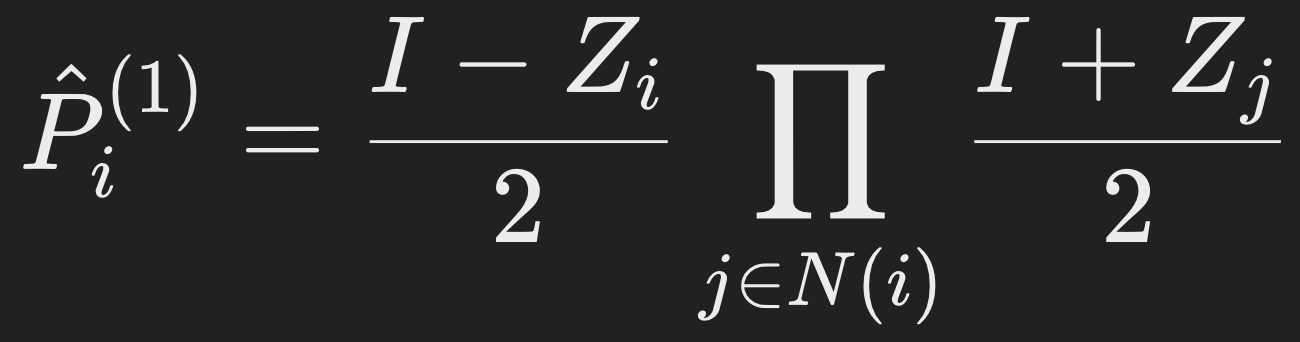 $\hat{P}_i^{(1)} = \frac{I - Z_i}{2} \prod_{j \in N(i)} \frac{I + Z_j}{2}$